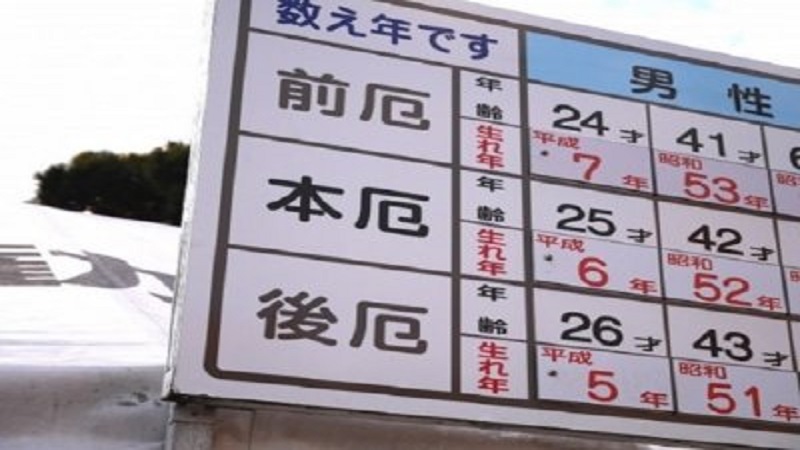 数え年です
男性
前厄
年齢
24才
41才
生れ年
平成7年
昭和53年
本厄
年齢
25才
42才
生れ年
平成6年
昭和52年
後厄
年齢
26才
43才
生れ年
平成5年
昭和51年